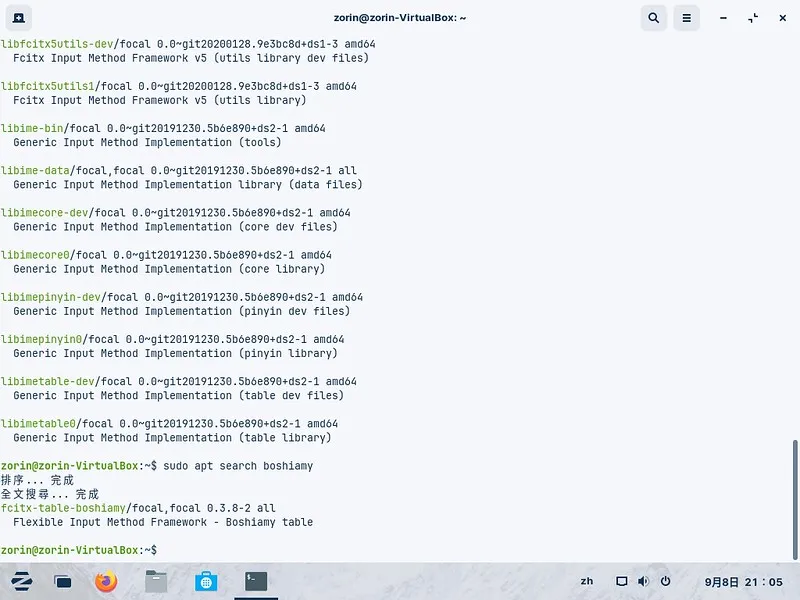 zorin@zorin-VirtualBox: ~
libfcitx5utils-dev/focal 0.0~git20200128.9e3bc8d+ds1-3 amd64
  Fcitx Input Method Framework v5 (utils library dev files)
libfcitx5utils1/focal 0.0~git20200128.9e3bc8d+ds1-3 amd64
  Fcitx Input Method Framework v5 (utils library)
libime-bin/focal 0.0~git20191230.5b6e890+ds2-1 amd64
  Generic Input Method Implementation (tools)
libime-data/focal,focal 0.0~git20191230.5b6e890+ds2-1 all
  Generic Input Method Implementation library (data files)
libimecore-dev/focal 0.0~git20191230.5b6e890+ds2-1 amd64
  Generic Input Method Implementation (core dev files)
libimecore0/focal 0.0~git20191230.5b6e890+ds2-1 amd64
  Generic Input Method Implementation (core library)
libimepinyin-dev/focal 0.0~git20191230.5b6e890+ds2-1 amd64
  Generic Input Method Implementation (pinyin dev files)
libimepinyin0/focal 0.0~git20191230.5b6e890+ds2-1 amd64
  Generic Input Method Implementation (pinyin library)
libimetable-dev/focal 0.0~git20191230.5b6e890+ds2-1 amd64
  Generic Input Method Implementation (table dev files)
libimetable0/focal 0.0~git20191230.5b6e890+ds2-1 amd64
  Generic Input Method Implementation (table library)
zorin@zorin-VirtualBox:~$ sudo apt search boshiamy
排序... 完成
全文搜尋... 完成
fcitx-table-boshiamy/focal,focal 0.3.8-2 all
  Flexible Input Method Framework - Boshiamy table
zorin@zorin-VirtualBox:~$
zh 9月8日 21：05